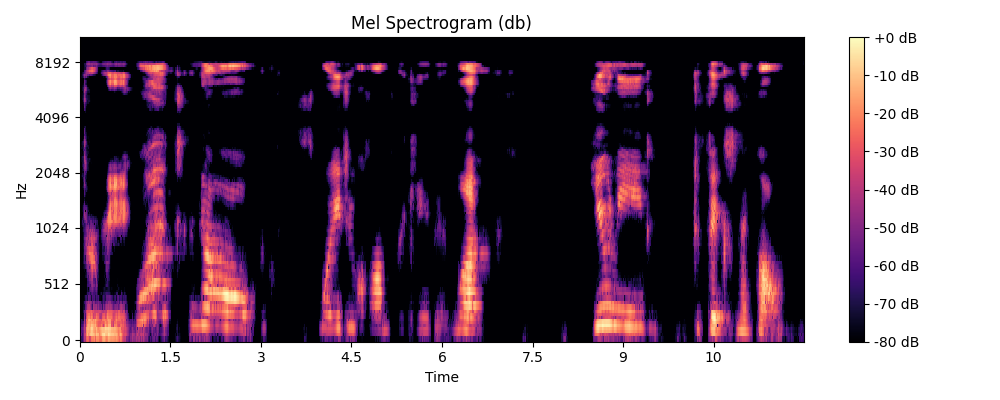 Mel Spectrogram (db)
8192
4096
2048
1024
512
0
Hz
0 1.5 3 4.5 6 7.5 9 10
Time
+0 dB
-10 dB
-20 dB
-30 dB
-40 dB
-50 dB
-60 dB
-70 dB
-80 dB